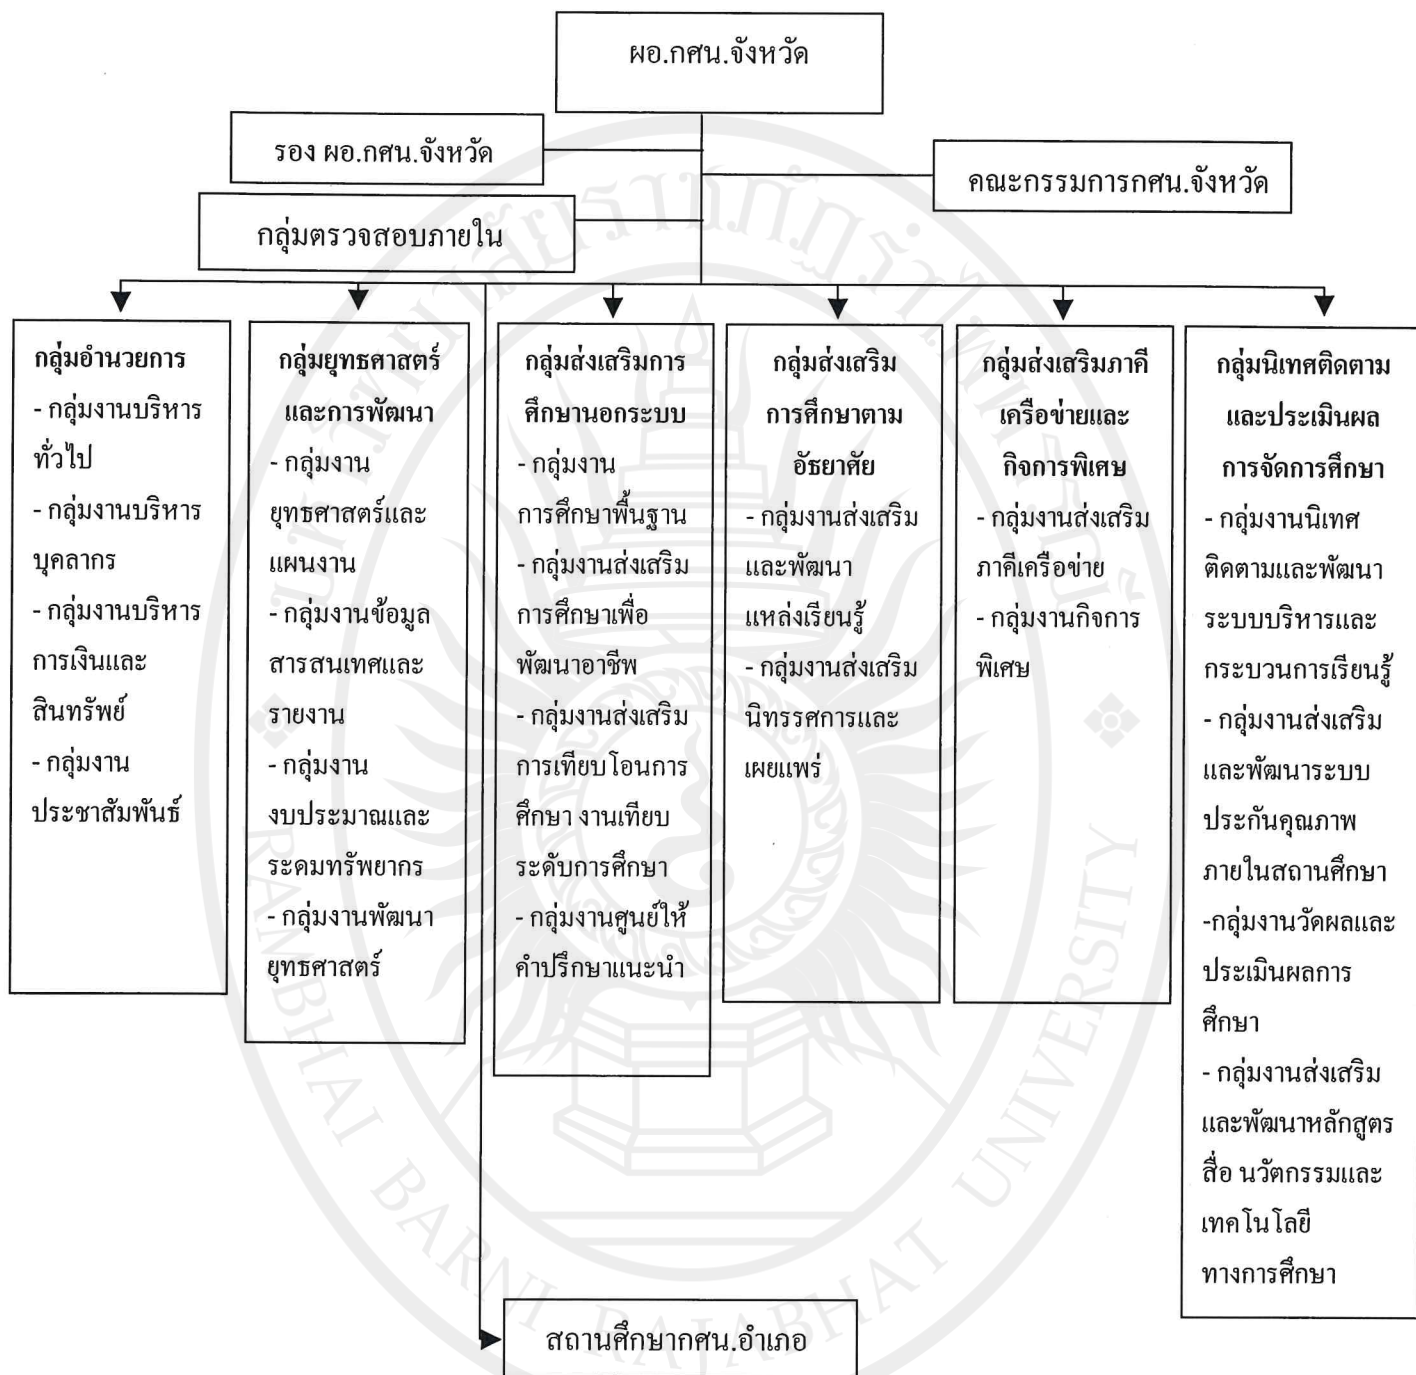 ผอ.กศน.จังหวัด
รอง ผอ.กศน.จังหวัด
คณะกรรมการกศน.จังหวัด
กลุ่มตรวจสอบภายใน
กลุ่มอำนวยการ
- กลุ่มงานบริหาร
ทั่วไป
- กลุ่มงานบริหาร
บุคลากร
- กลุ่มงานบริหาร
การเงินและ
สินทรัพย์
- กลุ่มงาน
ประชาสัมพันธ์
กลุ่มยุทธศาสตร์
และการพัฒนา
- กลุ่มงาน
ยุทธศาสตร์และ
แผนงาน
- กลุ่มงานข้อมูล
สารสนเทศและ
รายงาน
- กลุ่มงาน
งบประมาณและ
ระดมทรัพยากร
- กลุ่มงานพัฒนา
ยุทธศาสตร์
กลุ่มส่งเสริมการ
ศึกษานอกระบบ
- กลุ่มงาน
การศึกษาพื้นฐาน
- กลุ่มงานส่งเสริม
การศึกษาเพื่อ
พัฒนาอาชีพ
- กลุ่มงานส่งเสริม
การเทียบโอนการ
ศึกษา งานเทียบ
ระดับการศึกษา
- กลุ่มงานศูนย์ให้
คำปรึกษาแนะนำ
กลุ่มส่งเสริม
การศึกษาตาม
อัธยาศัย
- กลุ่มงานส่งเสริม
และพัฒนา
แหล่งเรียนรู้
- กลุ่มงานส่งเสริม
นิทรรศการและ
เผยแพร่
กลุ่มส่งเสริมภาคี
เครือข่ายและ
กิจการพิเศษ
- กลุ่มงานส่งเสริม
ภาคีเครือข่าย
- กลุ่มงานกิจการ
พิเศษ
กลุ่มนิเทศติดตาม
และประเมินผล
การจัดการศึกษา
- กลุ่มงานนิเทศ
ติดตามและพัฒนา
ระบบบริหารและ
กระบวนการเรียนรู้
- กลุ่มงานส่งเสริม
และพัฒนาระบบ
ประกันคุณภาพ
ภายในสถานศึกษา
-กลุ่มงานวัดผลและ
ประเมินผลการ
ศึกษา
- กลุ่มงานส่งเสริม
และพัฒนาหลักสูตร
สื่อ นวัตกรรมและ
เทคโนโลยี
ทางการศึกษา
สถานศึกษากศน.อำเภอ
มหาวิทยาลัยราชภัฏรำไพพรรณี
RAMBHAI BARNI RAJABHAT UNIVERSITY